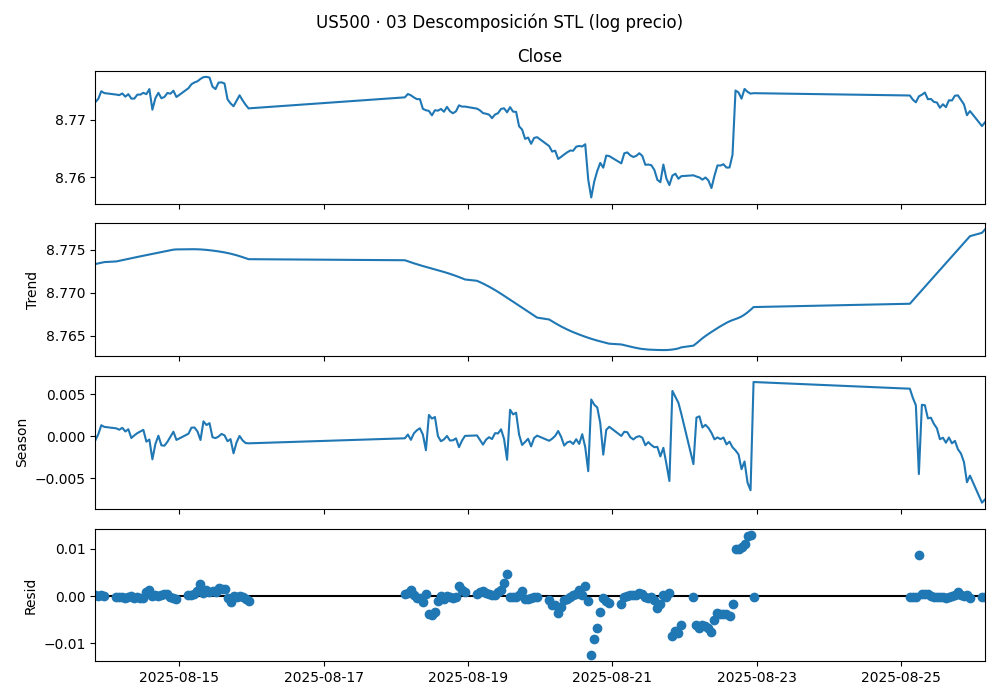 US500 · 03 Descomposición STL (log precio)
Close
8.77
8.76
Trend
8.775
8.770
8.765
Season
0.005
0.000
−0.005
Resid
0.01
0.00
−0.01
2025-08-15 2025-08-17 2025-08-19 2025-08-21 2025-08-23 2025-08-25